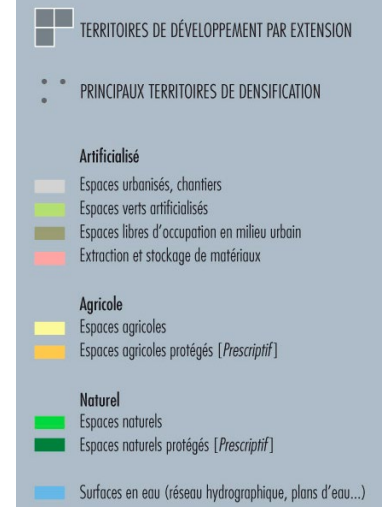 TERRITOIRES DE DÉVELOPPEMENT PAR EXTENSION
PRINCIPAUX TERRITOIRES DE DENSIFICATION
Artificialisé
Espaces urbanisés, chantiers
Espaces verts artificialisés
Espaces libres d'occupation en milieu urbain
Extraction et stockage de matériaux
Agricole
Espaces agricoles
Espaces agricoles protégés [Prescriptif]
Naturel
Espaces naturels
Espaces naturels protégés [Prescriptif]
Surfaces en eau (réseau hydrographique, plans d'eau...)